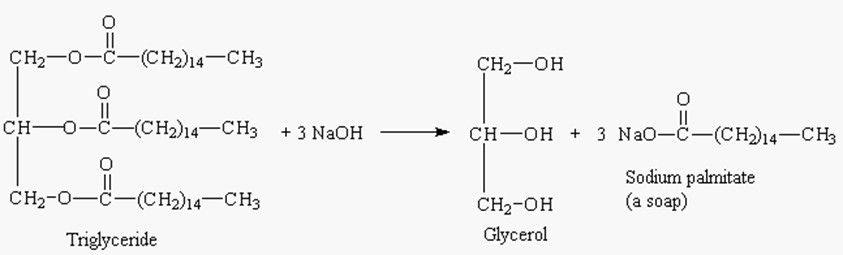 O
CH₂—O—C—(CH₂)₁₄—CH₃
O
CH—O—C—(CH₂)₁₄—CH₃
O
CH₂-O—C—(CH₂)₁₄—CH₃
Triglyceride
+ 3 NaOH
CH₂—OH
CH—OH
CH₂-OH
Glycerol
+ 3
O
NaO—C—(CH₂)₁₄—CH₃
Sodium palmitate
(a soap)